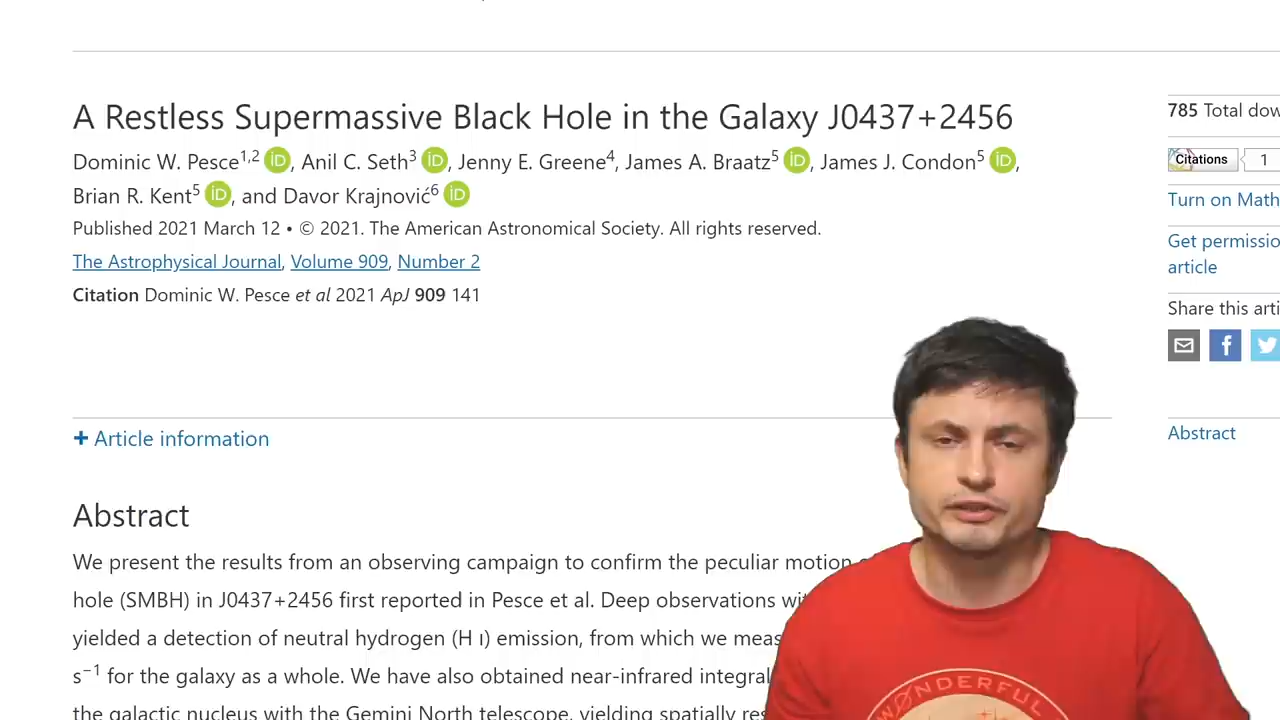 A Restless Supermassive Black Hole in the Galaxy J0437+2456
Dominic W. Pesce1,2 iD, Anil C. Seth3 iD, Jenny E. Greene4, James A. Braatz5 iD, James J. Condon5 iD,
Brian R. Kent5 iD, and Davor Krajnović6 iD
Published 2021 March 12 • © 2021. The American Astronomical Society. All rights reserved.
The Astrophysical Journal, Volume 909, Number 2
Citation Dominic W. Pesce et al 2021 ApJ 909 141
+ Article information
Abstract
We present the results from an observing campaign to confirm the peculiar motion
hole (SMBH) in J0437+2456 first reported in Pesce et al. Deep observations
yielded a detection of neutral hydrogen (H ɪ) emission, from which we
s−1 for the galaxy as a whole. We have also obtained near-infrared integral
the galactic nucleus with the Gemini North telescope, yielding spatially
785 Total
Citations 1
Turn on Math
Get
article
Share this
f
Abstract
WONDERFUL